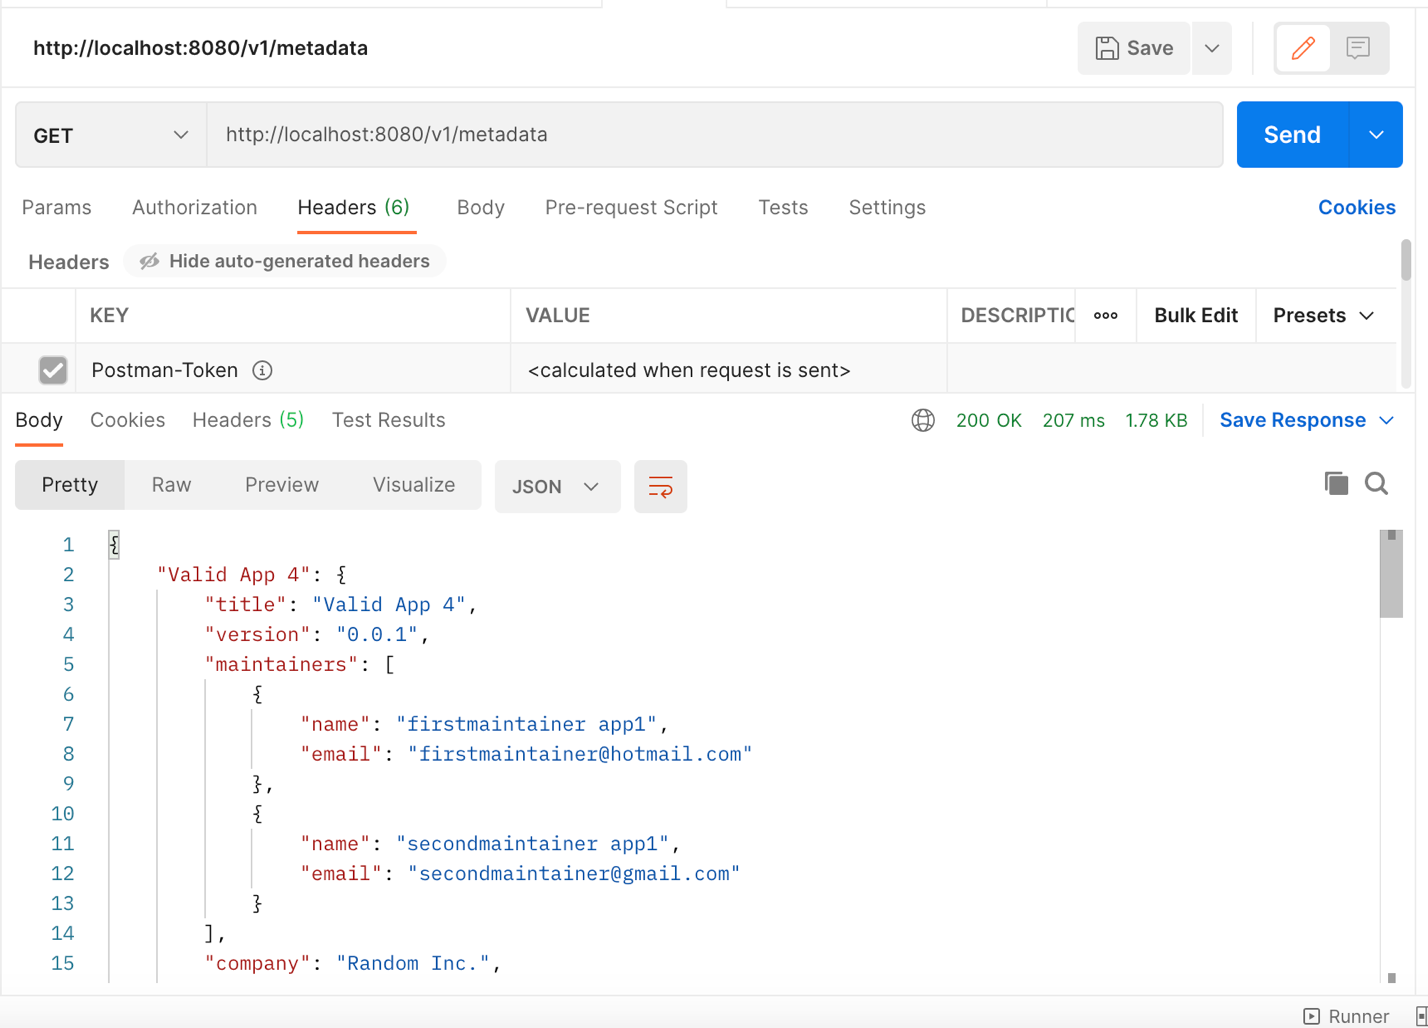 http://localhost:8080/v1/metadata
Save
GET
http://localhost:8080/v1/metadata
Send
Params Authorization Headers (6) Body Pre-request Script Tests Settings Cookies
Headers Hide auto-generated headers
KEY VALUE DESCRIPTIC Bulk Edit Presets
Postman-Token <calculated when request is sent>
Body Cookies Headers (5) Test Results 200 OK 207 ms 1.78 KB Save Response
Pretty Raw Preview Visualize JSON
1 {
2 "Valid App 4": {
3 "title": "Valid App 4",
4 "version": "0.0.1",
5 "maintainers": [
6 {
7 "name": "firstmaintainer app1",
8 "email": "firstmaintainer@hotmail.com"
9 },
10 {
11 "name": "secondmaintainer app1",
12 "email": "secondmaintainer@gmail.com"
13 }
14 ],
15 "company": "Random Inc.",
Runner